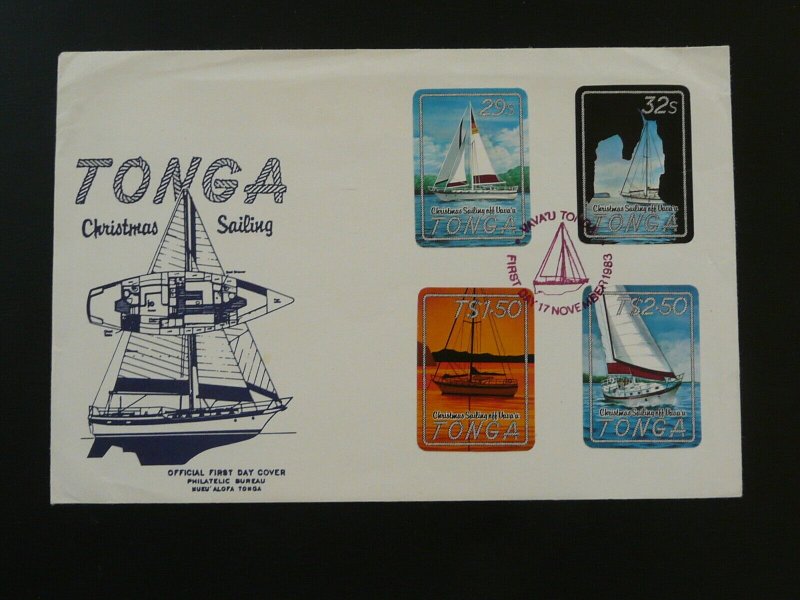 TONGA
Christmas Sailing
OFFICIAL FIRST DAY COVER
PHILATELIC BUREAU
NUKU'ALOFA TONGA
29s
Christmas Sailing off Vava'u
TONGA
32s
Christmas Sailing off Vava'u
TONGA
VAVA'U TONGA
FIRST DAY 17 NOVEMBER 1983
T$1·50
Christmas Sailing off Vava'u
TONGA
T$2·50
Christmas Sailing off Vava'u
TONGA